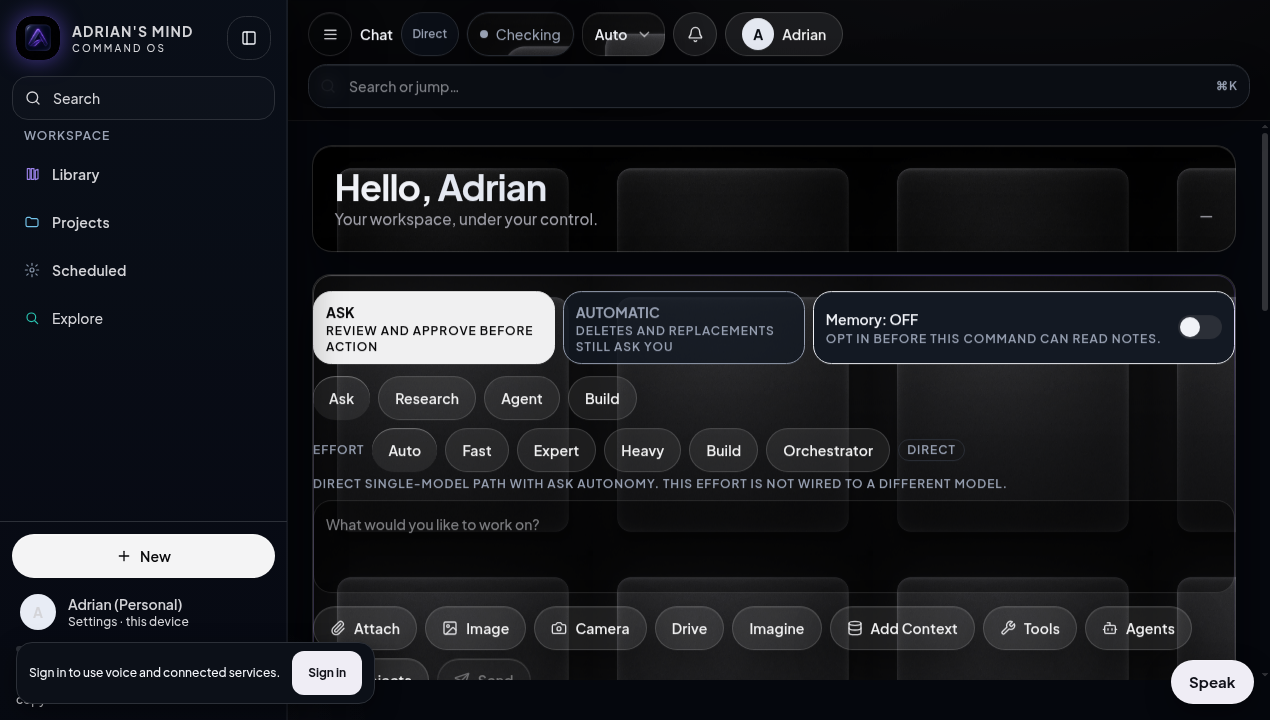 ADRIAN'S MIND
COMMAND OS
Search
WORKSPACE
Library
Projects
Scheduled
Explore
New
A
Adrian (Personal)
Settings · this device
Sign in to use voice and connected services.
Sign in
Chat
Direct
Checking
Auto
A
Adrian
Search or jump…
⌘K
Hello, Adrian
Your workspace, under your control.
ASK
REVIEW AND APPROVE BEFORE
ACTION
AUTOMATIC
DELETES AND REPLACEMENTS
STILL ASK YOU
Memory: OFF
OPT IN BEFORE THIS COMMAND CAN READ NOTES.
Ask
Research
Agent
Build
EFFORT
Auto
Fast
Expert
Heavy
Build
Orchestrator
DIRECT
DIRECT SINGLE-MODEL PATH WITH ASK AUTONOMY. THIS EFFORT IS NOT WIRED TO A DIFFERENT MODEL.
What would you like to work on?
Attach
Image
Camera
Drive
Imagine
Add Context
Tools
Agents
Send
Speak